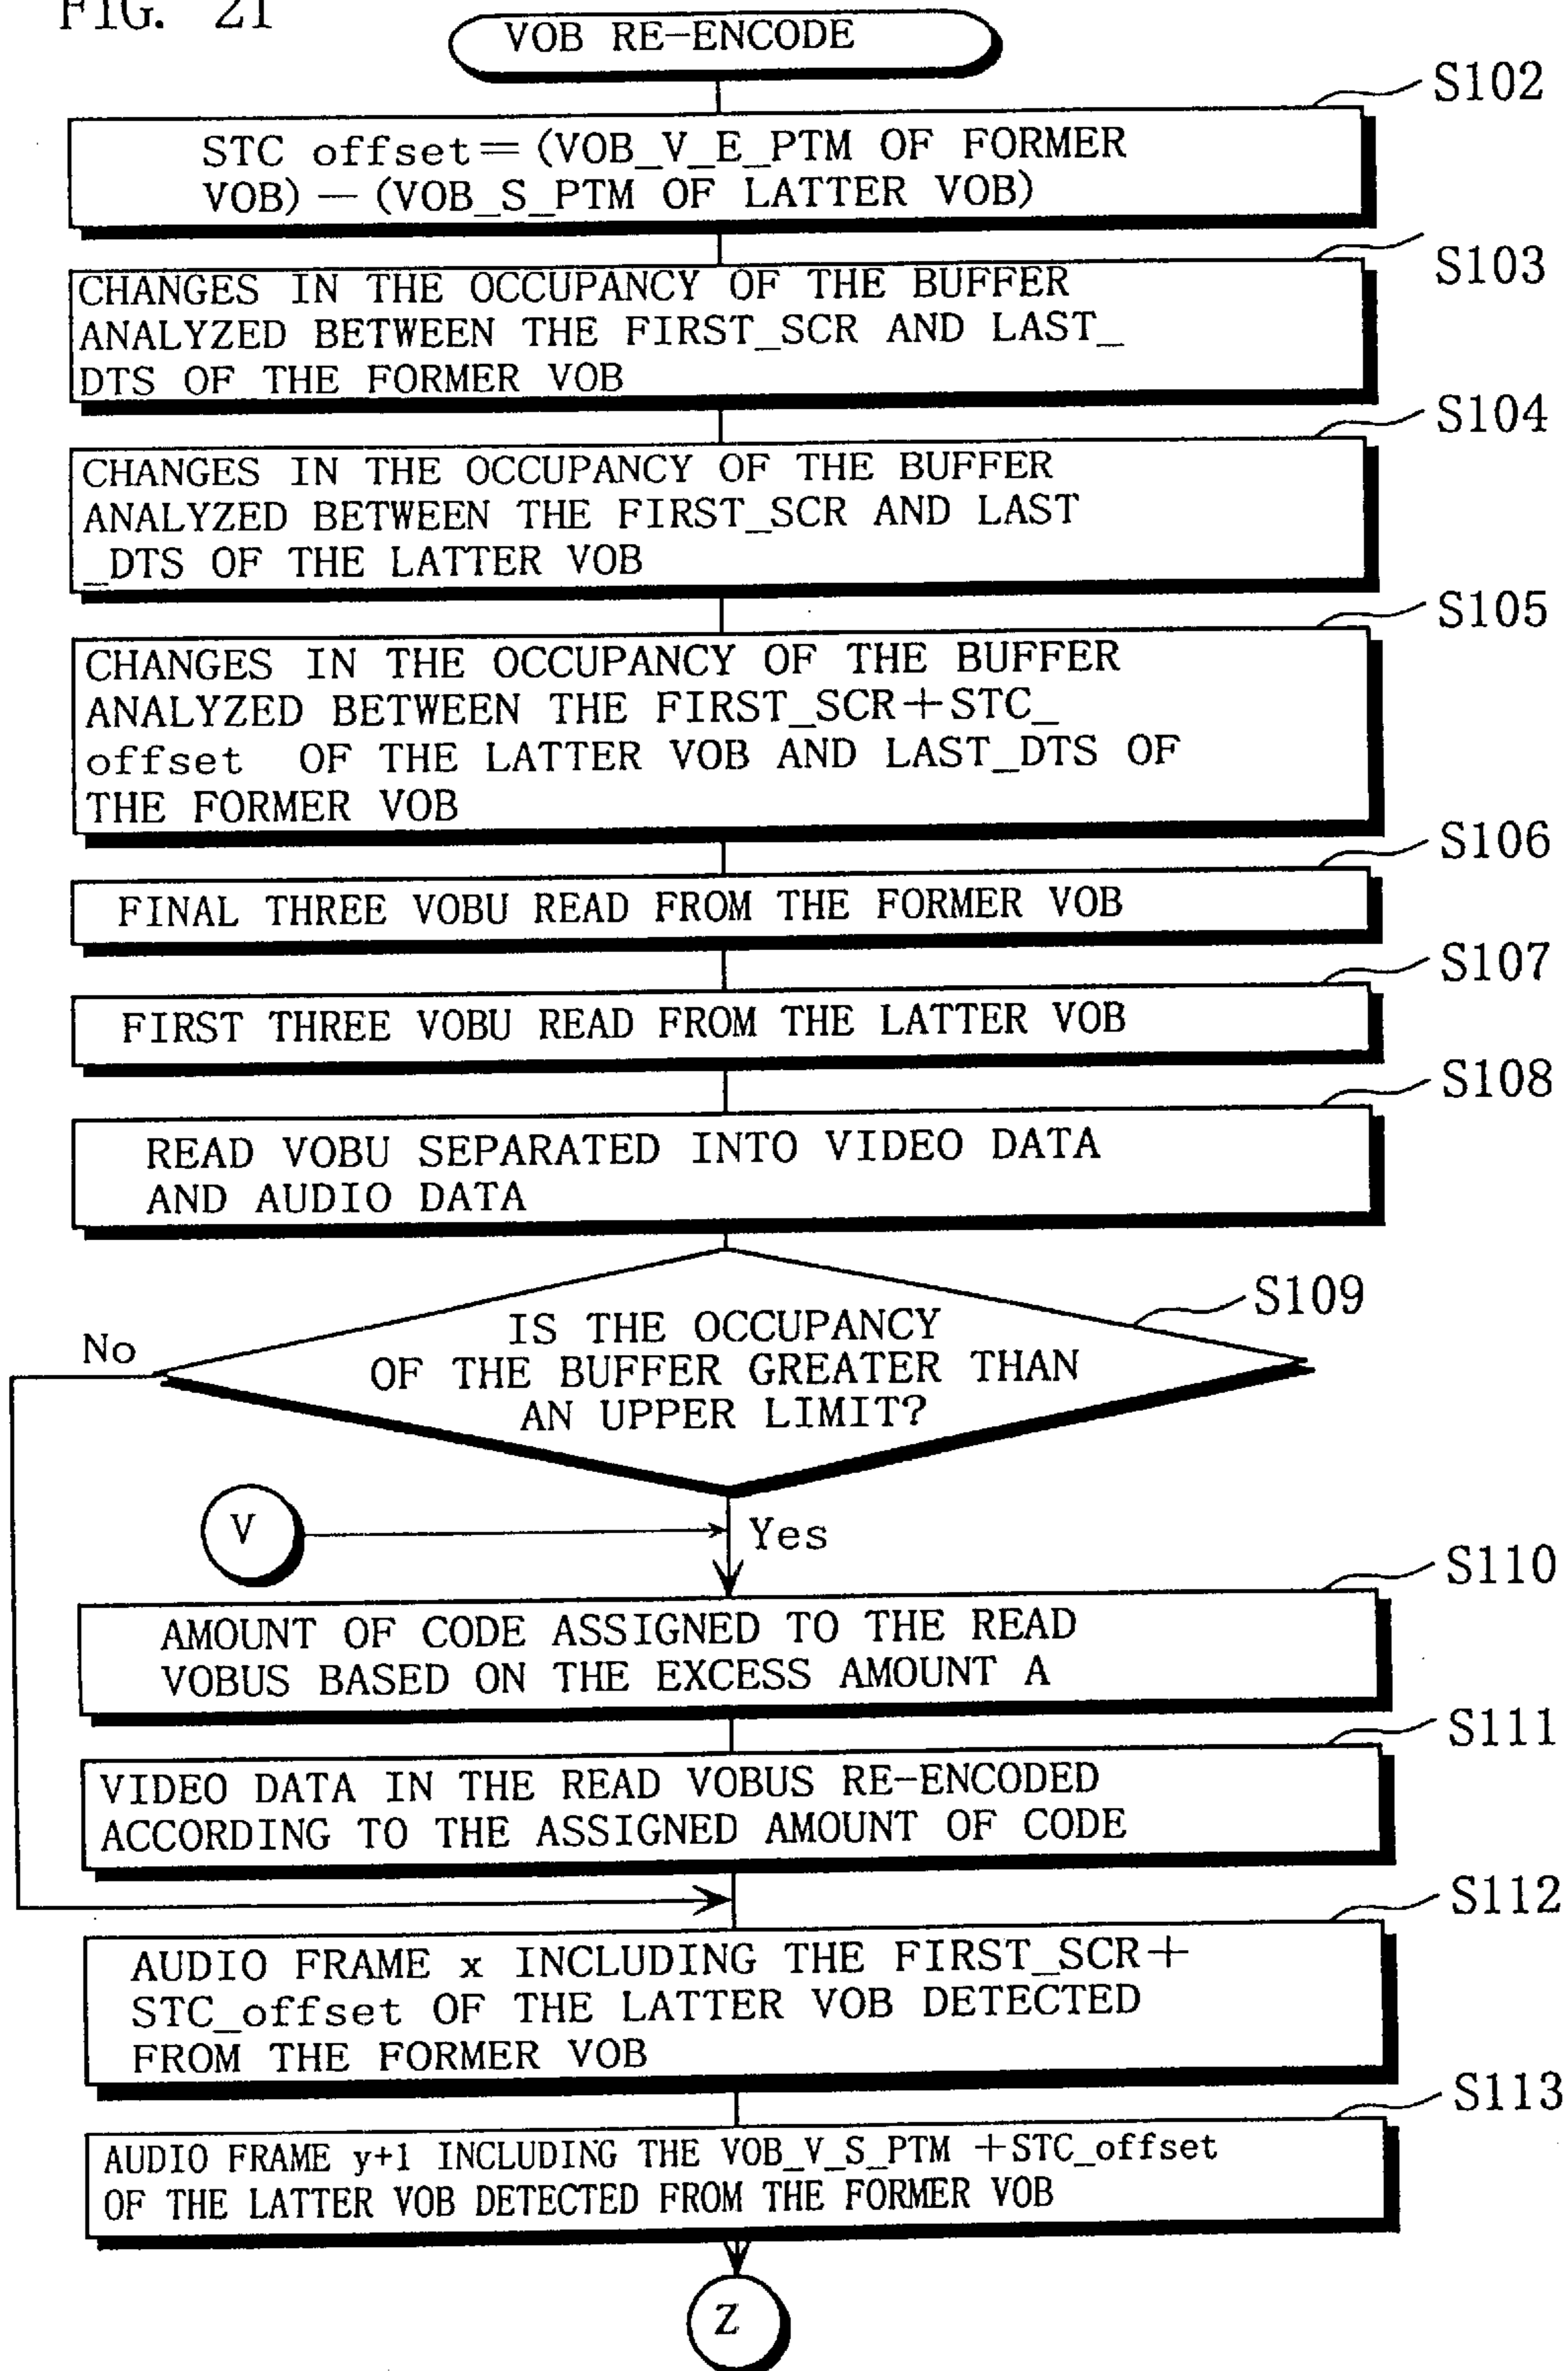 FIG. 21
VOB RE-ENCODE
S102
STC offset=(VOB_V_E_PTM OF FORMER
VOB)-(VOB_S_PTM OF LATTER VOB)
S103
CHANGES IN THE OCCUPANCY OF THE BUFFER
ANALYZED BETWEEN THE FIRST_SCR AND LAST_
DTS OF THE FORMER VOB
S104
CHANGES IN THE OCCUPANCY OF THE BUFFER
ANALYZED BETWEEN THE FIRST_SCR AND LAST
_DTS OF THE LATTER VOB
S105
CHANGES IN THE OCCUPANCY OF THE BUFFER
ANALYZED BETWEEN THE FIRST_SCR+STC_
offset OF THE LATTER VOB AND LAST_DTS OF
THE FORMER VOB
S106
FINAL THREE VOBU READ FROM THE FORMER VOB
S107
FIRST THREE VOBU READ FROM THE LATTER VOB
S108
READ VOBU SEPARATED INTO VIDEO DATA
AND AUDIO DATA
S109
IS THE OCCUPANCY
OF THE BUFFER GREATER THAN
AN UPPER LIMIT?
No
V
Yes
S110
AMOUNT OF CODE ASSIGNED TO THE READ
VOBUS BASED ON THE EXCESS AMOUNT A
S111
VIDEO DATA IN THE READ VOBUS RE-ENCODED
ACCORDING TO THE ASSIGNED AMOUNT OF CODE
S112
AUDIO FRAME x INCLUDING THE FIRST_SCR+
STC_offset OF THE LATTER VOB DETECTED
FROM THE FORMER VOB
S113
AUDIO FRAME y+1 INCLUDING THE VOB_V_S_PTM +STC_offset
OF THE LATTER VOB DETECTED FROM THE FORMER VOB
Z